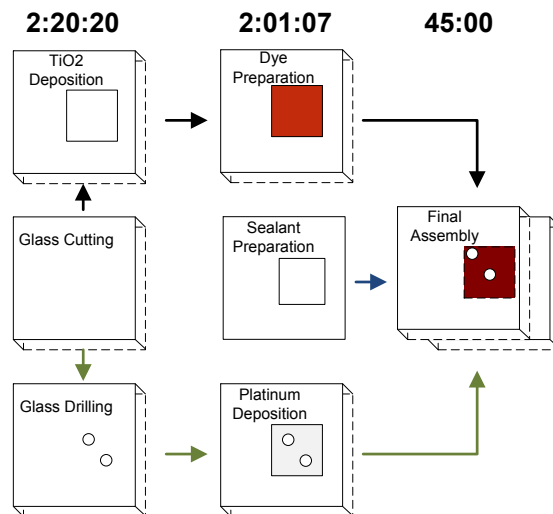 2:20:20
2:01:07
45:00
TiO2
Deposition
Dye
Preparation
Glass Cutting
Sealant
Preparation
Final
Assembly
Glass Drilling
Platinum
Deposition